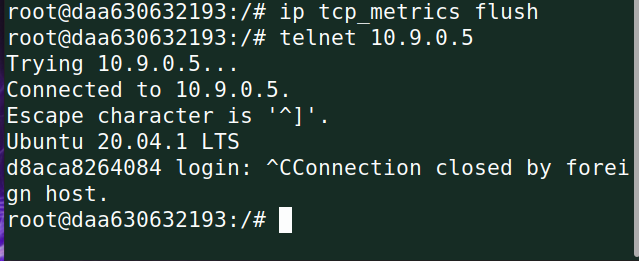 root@daa630632193:/# ip tcp_metrics flush
root@daa630632193:/# telnet 10.9.0.5
Trying 10.9.0.5...
Connected to 10.9.0.5.
Escape character is '^]'.
Ubuntu 20.04.1 LTS
d8aca8264084 login: ^CConnection closed by forei
gn host.
root@daa630632193:/#